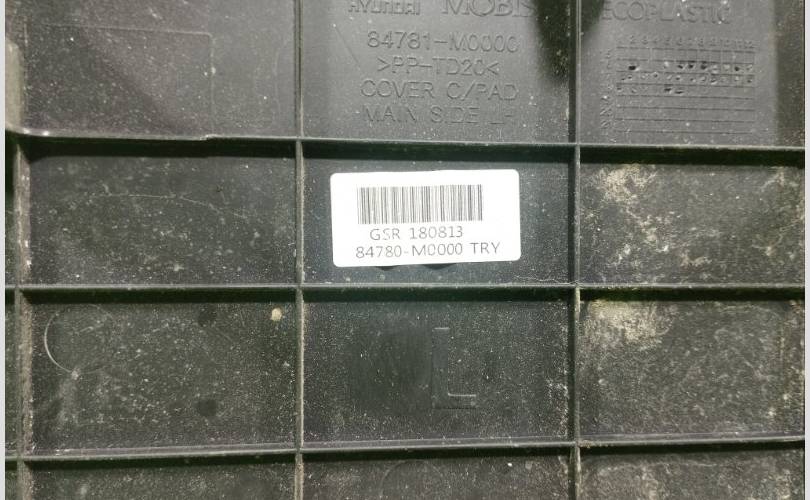 HYUNDAI MOBIS ECOPLASTIC
84781-M0000
>PP-TD20<
COVER C/PAD
MAIN SIDE LH
GSR 180813
84780-M0000 TRY
L